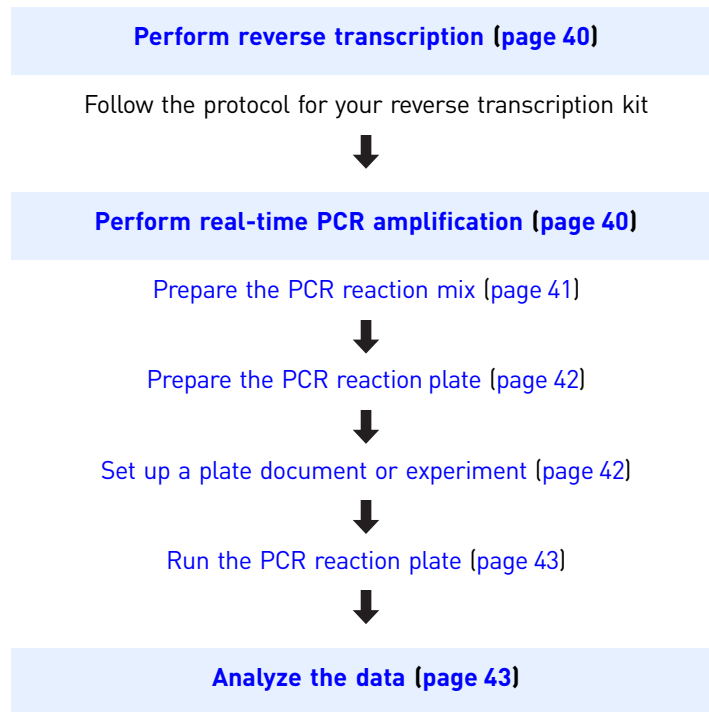 Perform reverse transcription (page 40)
Follow the protocol for your reverse transcription kit
Perform real-time PCR amplification (page 40)
Prepare the PCR reaction mix (page 41)
Prepare the PCR reaction plate (page 42)
Set up a plate document or experiment (page 42)
Run the PCR reaction plate (page 43)
Analyze the data (page 43)